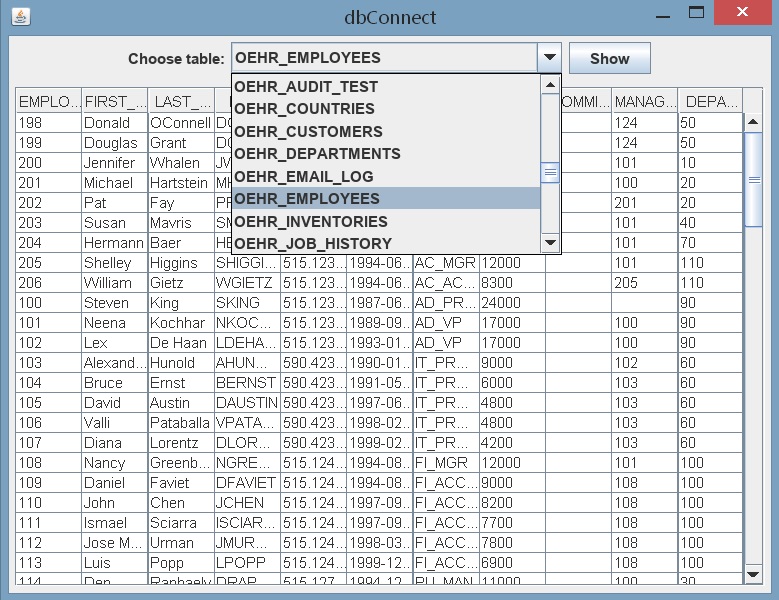 dbConnect
Choose table: OEHR_EMPLOYEES Show
OEHR_AUDIT_TEST
OEHR_COUNTRIES
OEHR_CUSTOMERS
OEHR_DEPARTMENTS
OEHR_EMAIL_LOG
OEHR_EMPLOYEES
OEHR_INVENTORIES
OEHR_JOB_HISTORY
EMPLO... FIRST_... LAST_... OMMI... MANAG... DEPA...
198 Donald OConnell 124 50
199 Douglas Grant 124 50
200 Jennifer Whalen 101 10
201 Michael Hartstein 100 20
202 Pat Fay 201 20
203 Susan Mavris 101 40
204 Hermann Baer 101 70
205 Shelley Higgins SHIGGI... 515.123... 1994-06... AC_MGR 12000 101 110
206 William Gietz WGIETZ 515.123... 1994-06... AC_AC... 8300 205 110
100 Steven King SKING 515.123... 1987-06... AD_PR... 24000 90
101 Neena Kochhar NKOC... 515.123... 1989-09... AD_VP 17000 100 90
102 Lex De Haan LDEHA... 515.123... 1993-01... AD_VP 17000 100 90
103 Alexand... Hunold AHUN... 590.423... 1990-01... IT_PR... 9000 102 60
104 Bruce Ernst BERNST 590.423... 1991-05... IT_PR... 6000 103 60
105 David Austin DAUSTIN 590.423... 1997-06... IT_PR... 4800 103 60
106 Valli Pataballa VPATA... 590.423... 1998-02... IT_PR... 4800 103 60
107 Diana Lorentz DLOR... 590.423... 1999-02... IT_PR... 4200 103 60
108 Nancy Greenb... NGRE... 515.124... 1994-08... FI_MGR 12000 101 100
109 Daniel Faviet DFAVIET 515.124... 1994-08... FI_ACC... 9000 108 100
110 John Chen JCHEN 515.124... 1997-09... FI_ACC... 8200 108 100
111 Ismael Sciarra ISCIAR... 515.124... 1997-09... FI_ACC... 7700 108 100
112 Jose M... Urman JMUR... 515.124... 1998-03... FI_ACC... 7800 108 100
113 Luis Popp LPOPP 515.124... 1999-12... FI_ACC... 6900 108 100
114 Den Raphaely DRAP... 515.127... 1994-12... PU_MAN 11000 100 30